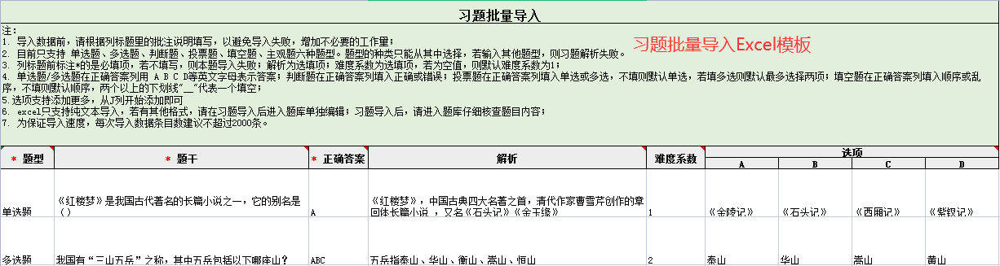 习题批量导入
注：
1. 导入数据前，请根据列标题里的批注说明填写，以避免导入失败，增加不必要的工作量；
2. 目前只支持 单选题、多选题、判断题、投票题、填空题、主观题六种题型。题型的种类只能从其中选择，若输入其他题型，则习题解析失败。
习题批量导入Excel模板
3. 列标题前标注*的是必填项，若不填写，则本题导入失败；解析为选填项；难度系数为选填项，若为空值，则默认难度系数为1；
4. 单选题/多选题在正确答案列用 A B C D等英文字母表示答案；判断题在正确答案列填入正确或错误；投票题在正确答案列填入单选或多选，不填则默认单选，若填多选则默认最多选择两项；填空题在正确答案列填入顺序或乱
序，不填则默认顺序，两个以上的下划线"__"代表一个填空；
5.选项支持添加更多，从J列开始添加即可
6. excel只支持纯文本导入，若有其他格式，请在习题导入后进入题库单独编辑；习题导入后，请进入题库仔细核查题目内容；
7. 为保证导入速度，每次导入数据条目数建议不超过2000条。
* 题型 * 题干 * 正确答案 解析 难度系数 选项
A B C D
《红楼梦》是我国古代著名的长篇小说之一，它的别名是 《红楼梦》，中国古典四大名著之首，清代作家曹雪芹创作的章
单选题 （） A 回体长篇小说 ，又名《石头记》《金玉缘》 1 《金陵记》 《石头记》 《西厢记》 《紫钗记》
多选题 我国有“三山五岳”之称，其中五岳包括以下哪座山？ ABC 五岳指泰山、华山、衡山、嵩山、恒山 2 泰山 华山 嵩山 黄山